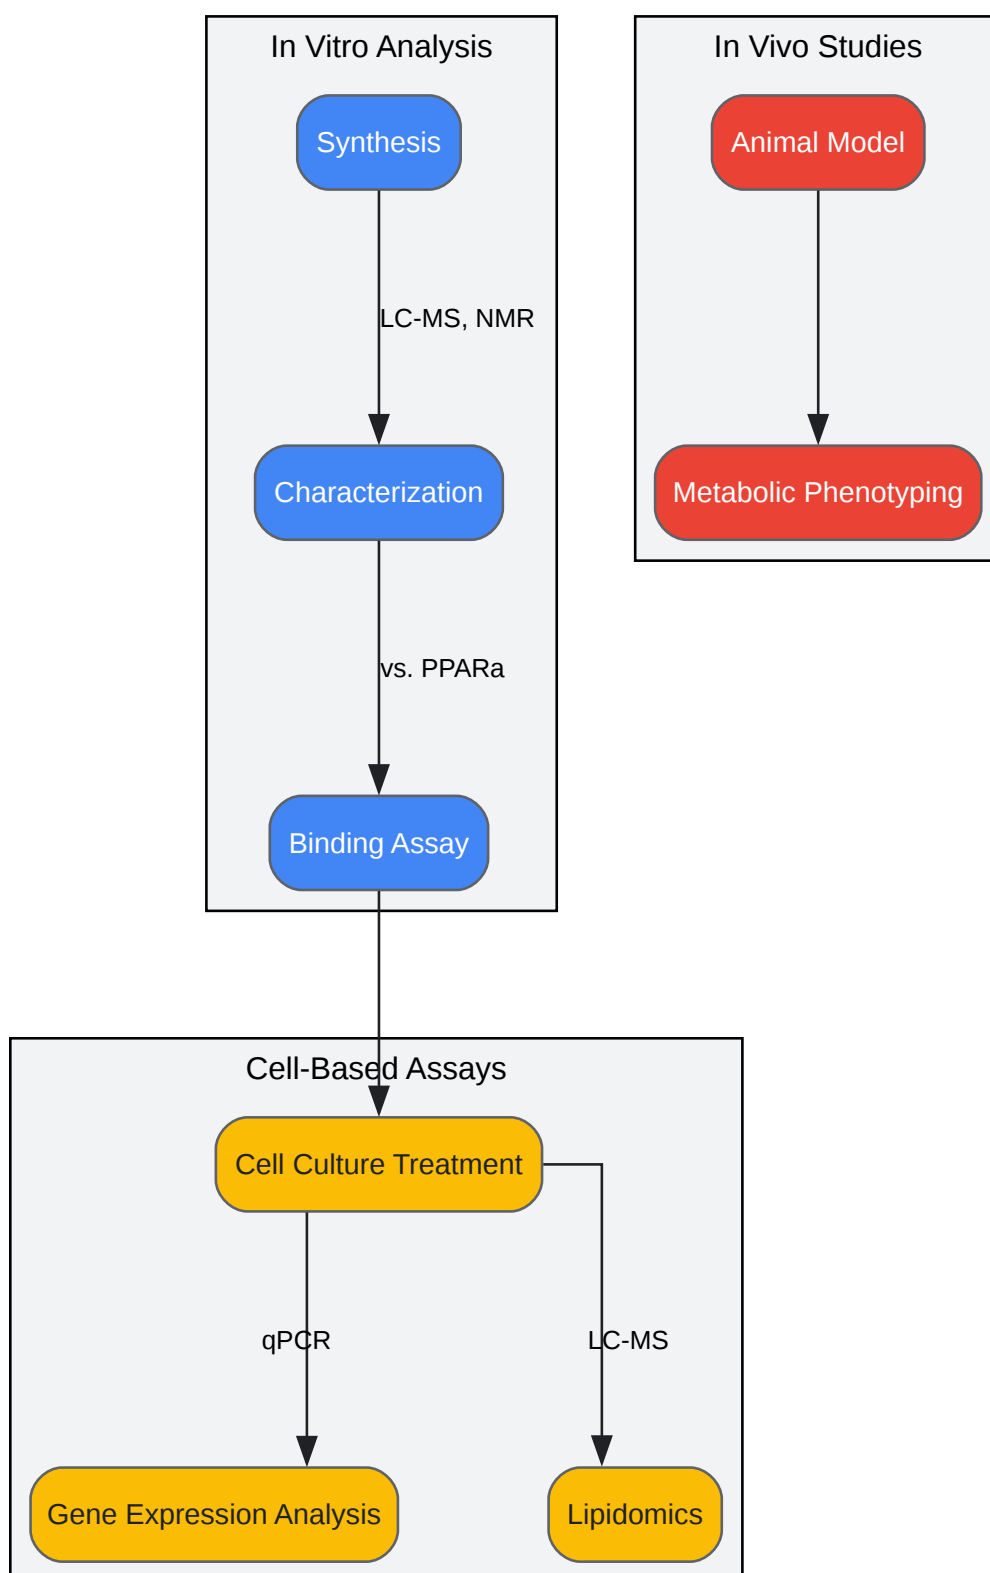 In Vitro Analysis
Synthesis
LC-MS, NMR
Characterization
vs. PPARa
Binding Assay
In Vivo Studies
Animal Model
Metabolic Phenotyping
Cell-Based Assays
Cell Culture Treatment
qPCR
LC-MS
Gene Expression Analysis
Lipidomics